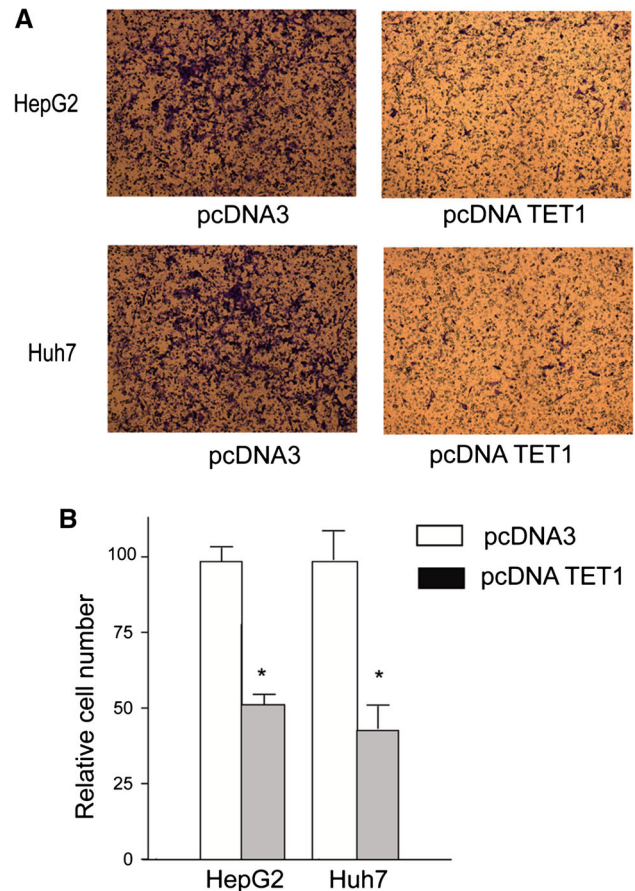 A
HepG2
pcDNA3
pcDNA TET1
Huh7
pcDNA3
pcDNA TET1
B
Relative cell number
100
75
50
25
0
*
*
HepG2
Huh7
pcDNA3
pcDNA TET1